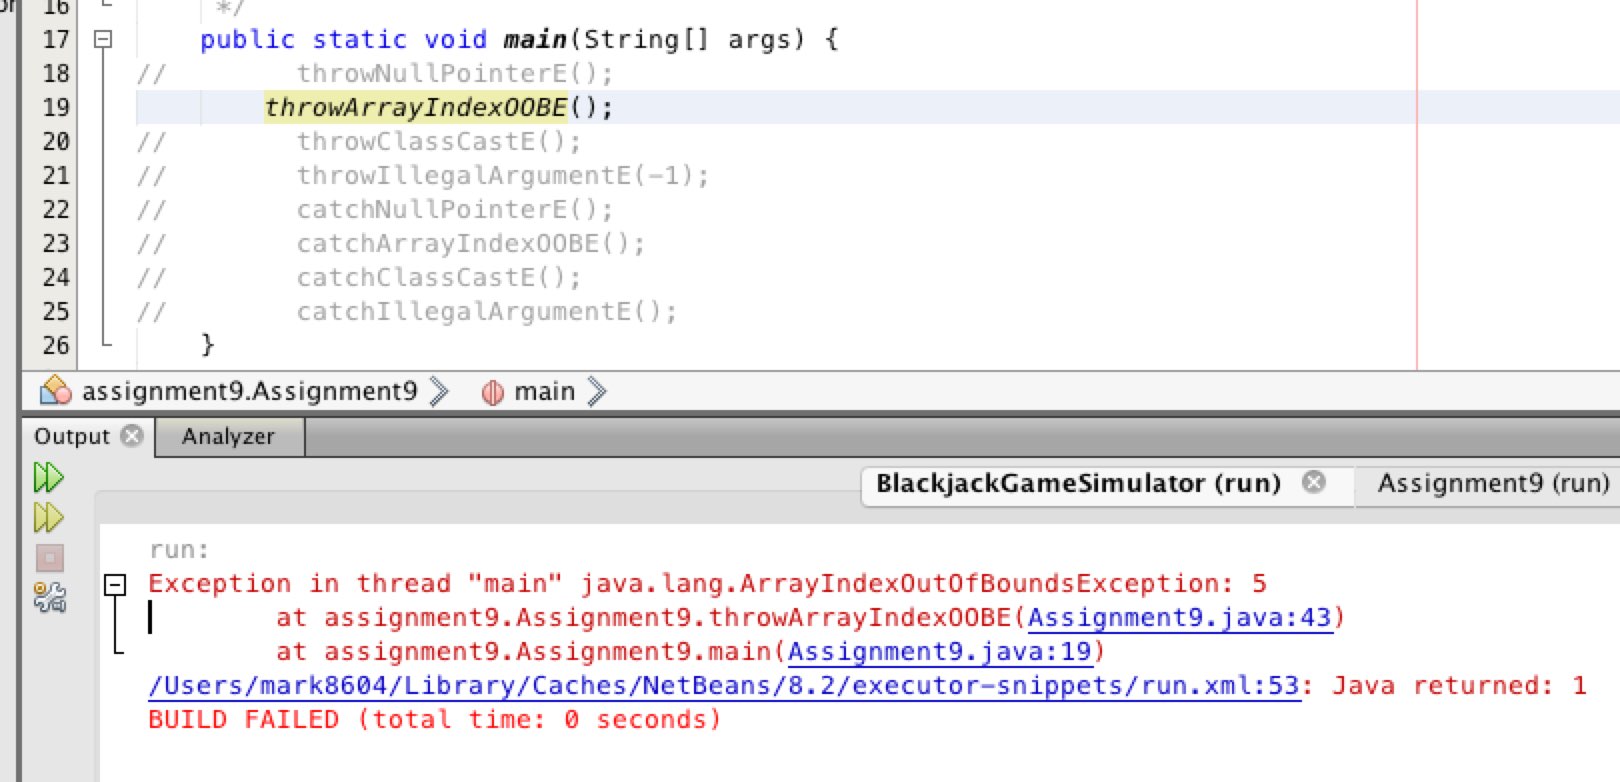 16 */
17 public static void main(String[] args) {
18 // throwNullPointerE();
19 throwArrayIndexOOBE();
20 // throwClassCastE();
21 // throwIllegalArgumentE(-1);
22 // catchNullPointerE();
23 // catchArrayIndexOOBE();
24 // catchClassCastE();
25 // catchIllegalArgumentE();
26 }
assignment9.Assignment9 main
Output Analyzer
BlackjackGameSimulator (run) Assignment9 (run)
run:
Exception in thread "main" java.lang.ArrayIndexOutOfBoundsException: 5
at assignment9.Assignment9.throwArrayIndexOOBE(Assignment9.java:43)
at assignment9.Assignment9.main(Assignment9.java:19)
/Users/mark8604/Library/Caches/NetBeans/8.2/executor-snippets/run.xml:53: Java returned: 1
BUILD FAILED (total time: 0 seconds)